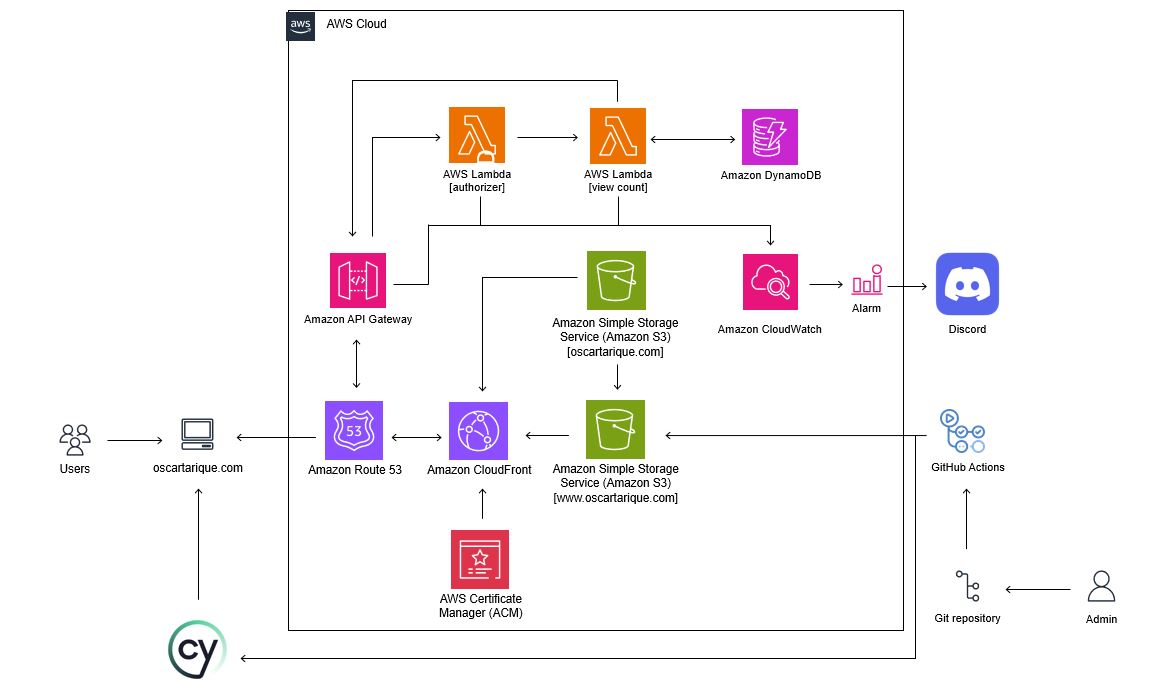 aws
AWS Cloud
AWS Lambda
[authorizer]
AWS Lambda
[view count]
Amazon DynamoDB
</>
Amazon API Gateway
Amazon Simple Storage
Service (Amazon S3)
[oscartarique.com]
Amazon CloudWatch
Alarm
Discord
53
Users
oscartarique.com
Amazon Route 53
Amazon CloudFront
Amazon Simple Storage
Service (Amazon S3)
[www.oscartarique.com]
GitHub Actions
AWS Certificate
Manager (ACM)
Git repository
Admin
cy